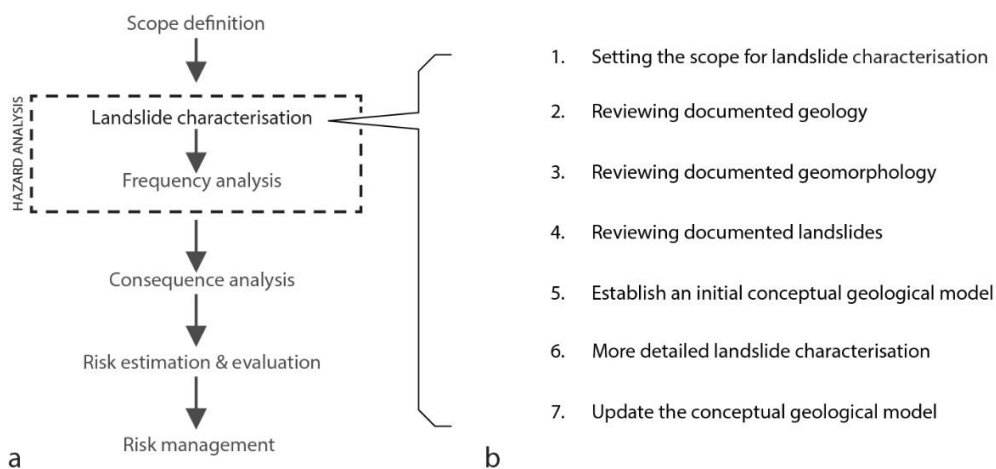 Scope definition
HAZARD ANALYSIS
Landslide characterisation
Frequency analysis
Consequence analysis
Risk estimation & evaluation
Risk management
a
1. Setting the scope for landslide characterisation
2. Reviewing documented geology
3. Reviewing documented geomorphology
4. Reviewing documented landslides
5. Establish an initial conceptual geological model
6. More detailed landslide characterisation
7. Update the conceptual geological model
b